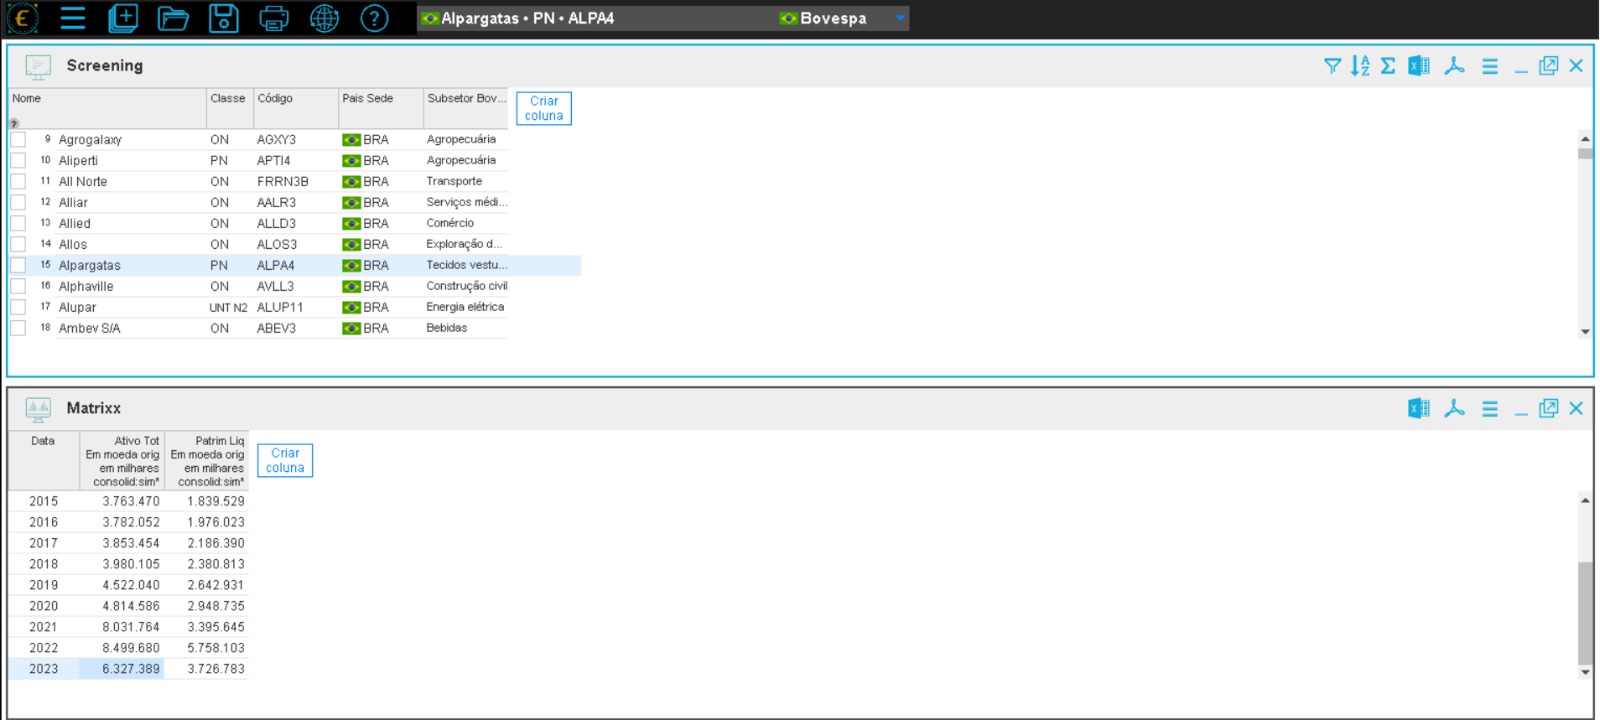 Alpargatas • PN • ALPA4 Bovespa
Screening
Nome Classe Código Pais Sede Subsetor Bov... Criar coluna
9 Agrogalaxy ON AGXY3 BRA Agropecuária
10 Aliperti PN APTI4 BRA Agropecuária
11 All Norte ON FRRN3B BRA Transporte
12 Alliar ON AALR3 BRA Serviços médi...
13 Allied ON ALLD3 BRA Comércio
14 Allos ON ALOS3 BRA Exploração d...
15 Alpargatas PN ALPA4 BRA Tecidos vestu...
16 Alphaville ON AVLL3 BRA Construção civil
17 Alupar UNT N2 ALUP11 BRA Energia elétrica
18 Ambev S/A ON ABEV3 BRA Bebidas
Matrixx
Data Ativo Tot Patrim Liq
Em moeda orig Em moeda orig Criar
em milhares em milhares coluna
consolid:sim* consolid:sim*
2015 3.763.470 1.839.529
2016 3.782.052 1.976.023
2017 3.853.454 2.186.390
2018 3.980.105 2.380.813
2019 4.522.040 2.642.931
2020 4.814.586 2.948.735
2021 8.031.764 3.395.645
2022 8.499.680 5.758.103
2023 6.327.389 3.726.783